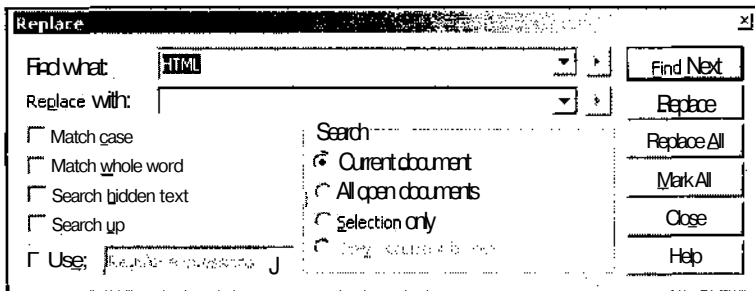 Replace
Find what: HTML
Find Next
Replace with:
Replace
Match case
Search
Replace All
Match whole word
Current document
Mark All
Search hidden text
All open documents
Search up
Selection only
Close
Use:
Help